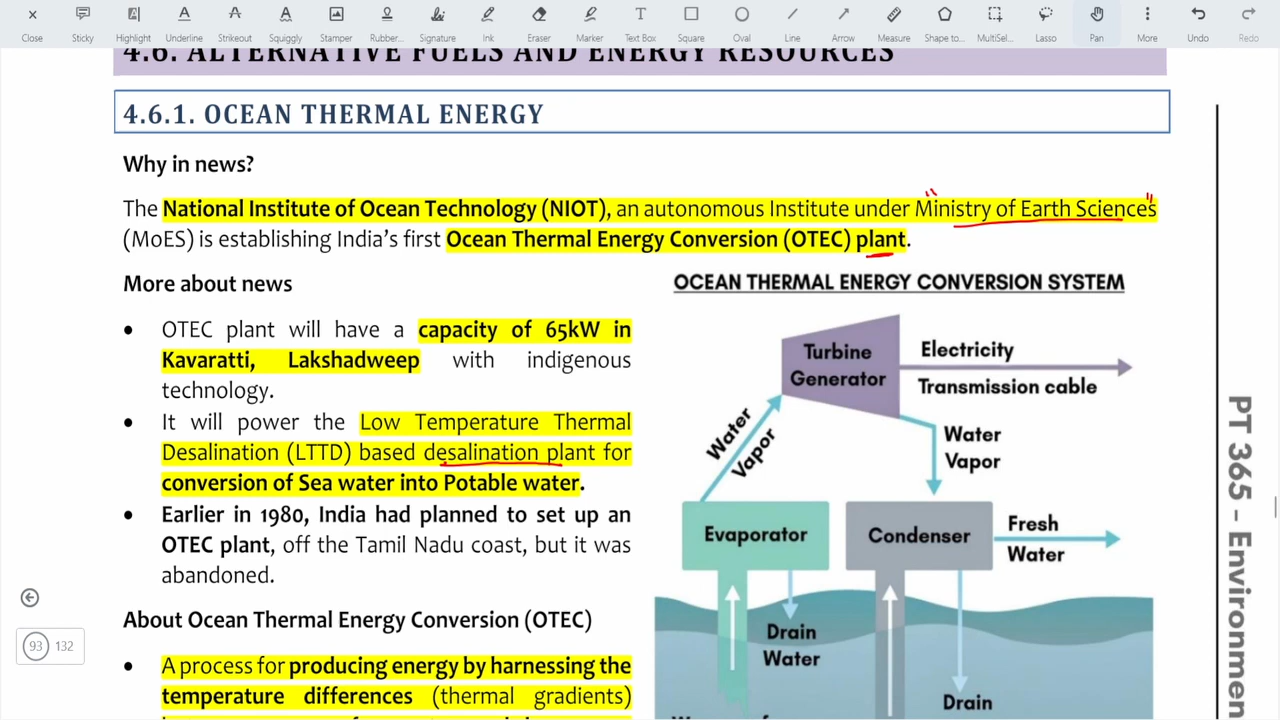 Close
Sticky
Highlight
Underline
Strikeout
Squiggly
Stamper
Rubber...
Signature
Ink
Eraser
Marker
T
Text Box
Square
Oval
Line
Arrow
Measure
Shape to...
MultiSel...
Lasso
Pan
More
Undo
Redo
4.6. ALTERNATIVE FUELS AND ENERGY RESOURCES
4.6.1. OCEAN THERMAL ENERGY
Why in news?
The National Institute of Ocean Technology (NIOT), an autonomous Institute under Ministry of Earth Sciences
(MoES) is establishing India's first Ocean Thermal Energy Conversion (OTEC) plant.
More about news
• OTEC plant will have a capacity of 65kW in
Kavaratti, Lakshadweep with indigenous
technology.
• It will power the Low Temperature Thermal
Desalination (LTTD) based desalination plant for
conversion of Sea water into Potable water.
• Earlier in 1980, India had planned to set up an
OTEC plant, off the Tamil Nadu coast, but it was
abandoned.
About Ocean Thermal Energy Conversion (OTEC)
• A process for producing energy by harnessing the
temperature differences (thermal gradients)
OCEAN THERMAL ENERGY CONVERSION SYSTEM
Turbine
Generator
Electricity
Transmission cable
Water
Vapor
Water
Vapor
Evaporator
Condenser
Fresh
Water
Drain
Water
Drain
93 132
PT 365 - Environmen